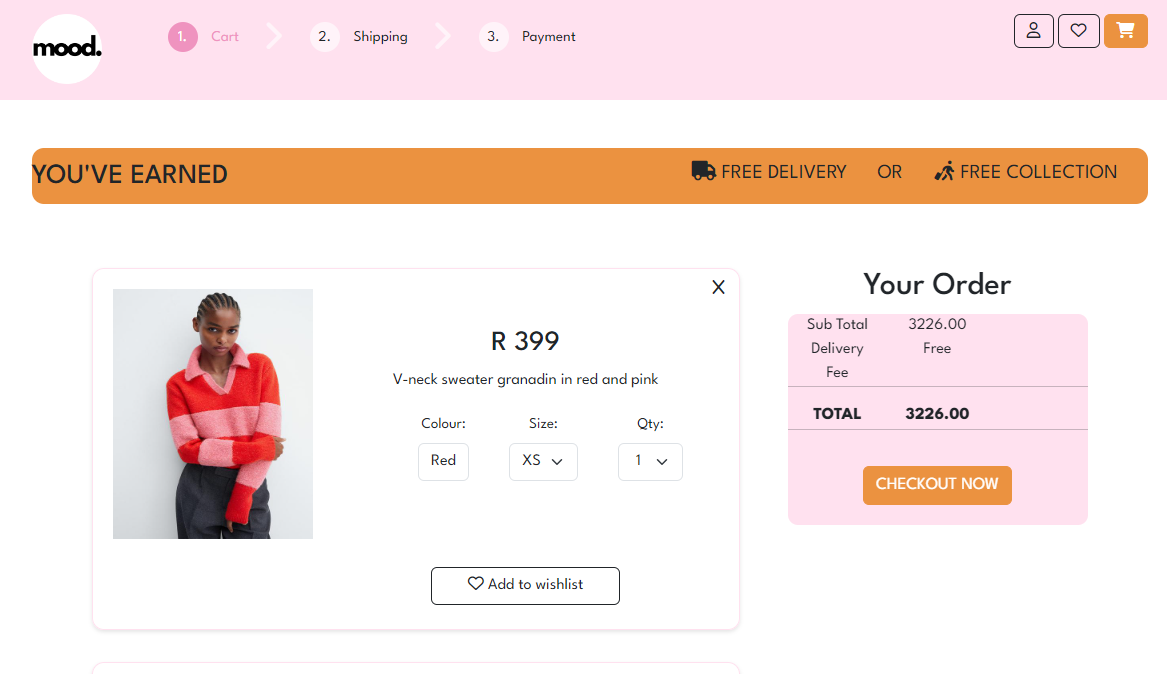 mood.
1. Cart
2. Shipping
3. Payment
YOU'VE EARNED
FREE DELIVERY OR FREE COLLECTION
X
R 399
V-neck sweater granadin in red and pink
Colour: Size: Qty:
Red XS 1
Add to wishlist
Your Order
Sub Total 3226.00
Delivery Free
Fee
TOTAL 3226.00
CHECKOUT NOW